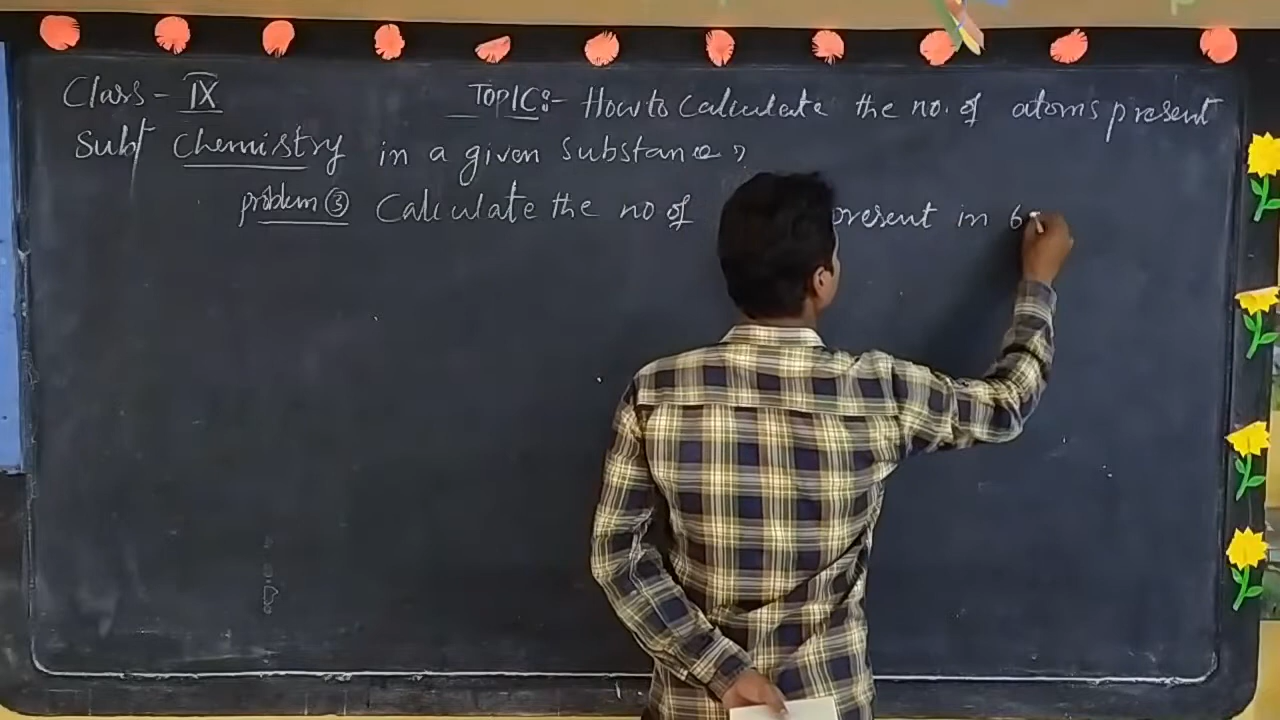 Class - IX
TOPIC:- How to Calculate the no. of atoms present
Subt Chemistry in a given Substance?
problem ③ Calculate the no of present in 6